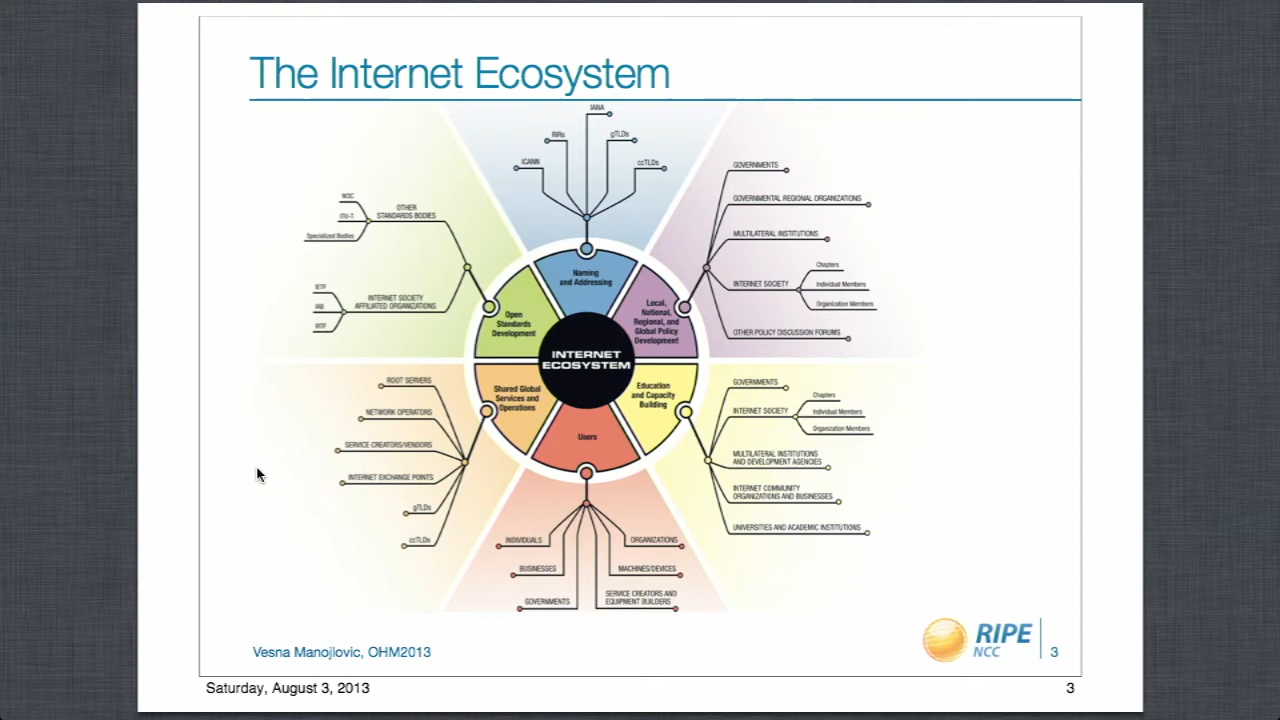 The Internet Ecosystem
IANA
RIRs
gTLDs
ICANN
ccTLDs
W3C
ITU-T
Specialized Bodies
OTHER
STANDARDS BODIES
IETF
IAB
IRTF
INTERNET SOCIETY
AFFILIATED ORGANIZATIONS
GOVERNMENTS
GOVERNMENTAL REGIONAL ORGANIZATIONS
MULTILATERAL INSTITUTIONS
INTERNET SOCIETY
Chapters
Individual Members
Organization Members
OTHER POLICY DISCUSSION FORUMS
Naming
and Addressing
Open
Standards
Development
Local,
National,
Regional, and
Global Policy
Development
INTERNET
ECOSYSTEM
Shared Global
Services and
Operations
Education
and Capacity
Building
Users
ROOT SERVERS
NETWORK OPERATORS
SERVICE CREATORS/VENDORS
INTERNET EXCHANGE POINTS
gTLDs
ccTLDs
GOVERNMENTS
INTERNET SOCIETY
Chapters
Individual Members
Organization Members
MULTILATERAL INSTITUTIONS
AND DEVELOPMENT AGENCIES
INTERNET COMMUNITY
ORGANIZATIONS AND BUSINESSES
UNIVERSITIES AND ACADEMIC INSTITUTIONS
INDIVIDUALS
BUSINESSES
GOVERNMENTS
ORGANIZATIONS
MACHINES/DEVICES
SERVICE CREATORS AND
EQUIPMENT BUILDERS
Vesna Manojlovic, OHM2013
RIPE
NCC
3
Saturday, August 3, 2013
3